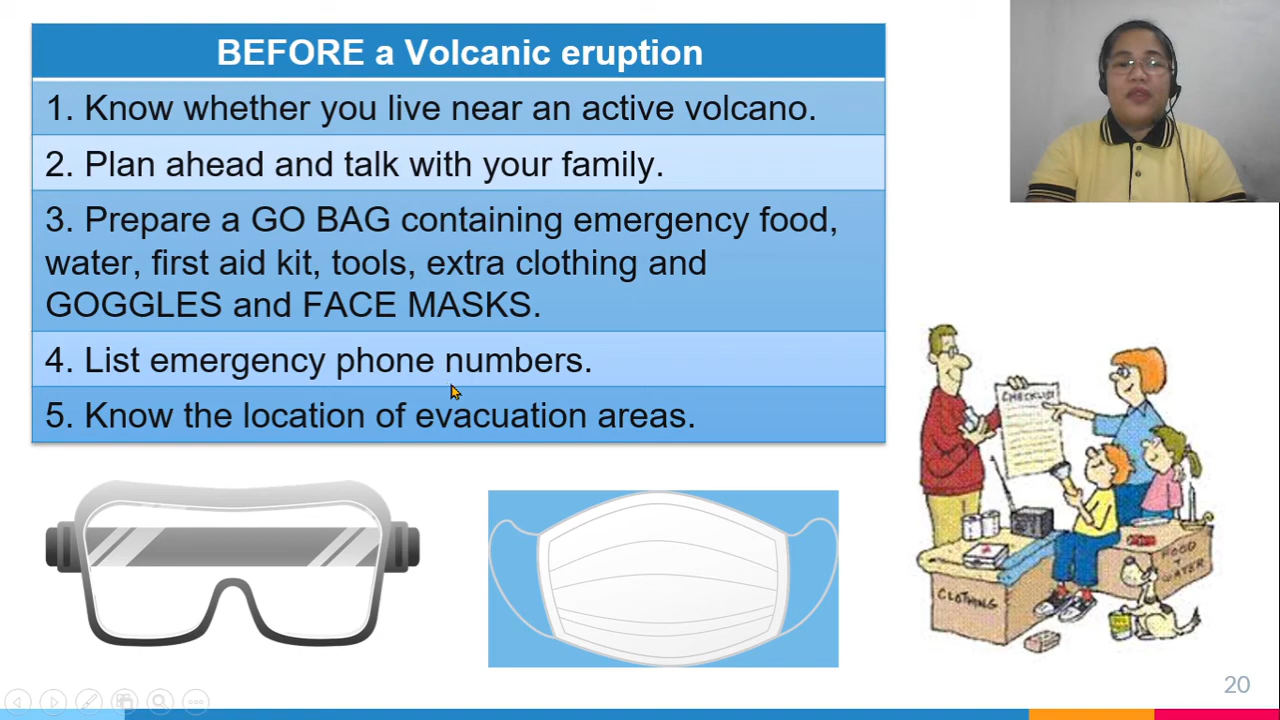 BEFORE a Volcanic eruption
1. Know whether you live near an active volcano.
2. Plan ahead and talk with your family.
3. Prepare a GO BAG containing emergency food,
water, first aid kit, tools, extra clothing and
GOGGLES and FACE MASKS.
4. List emergency phone numbers.
5. Know the location of evacuation areas.
CHECKLIST
FOOD
+
WATER
CLOTHING
20